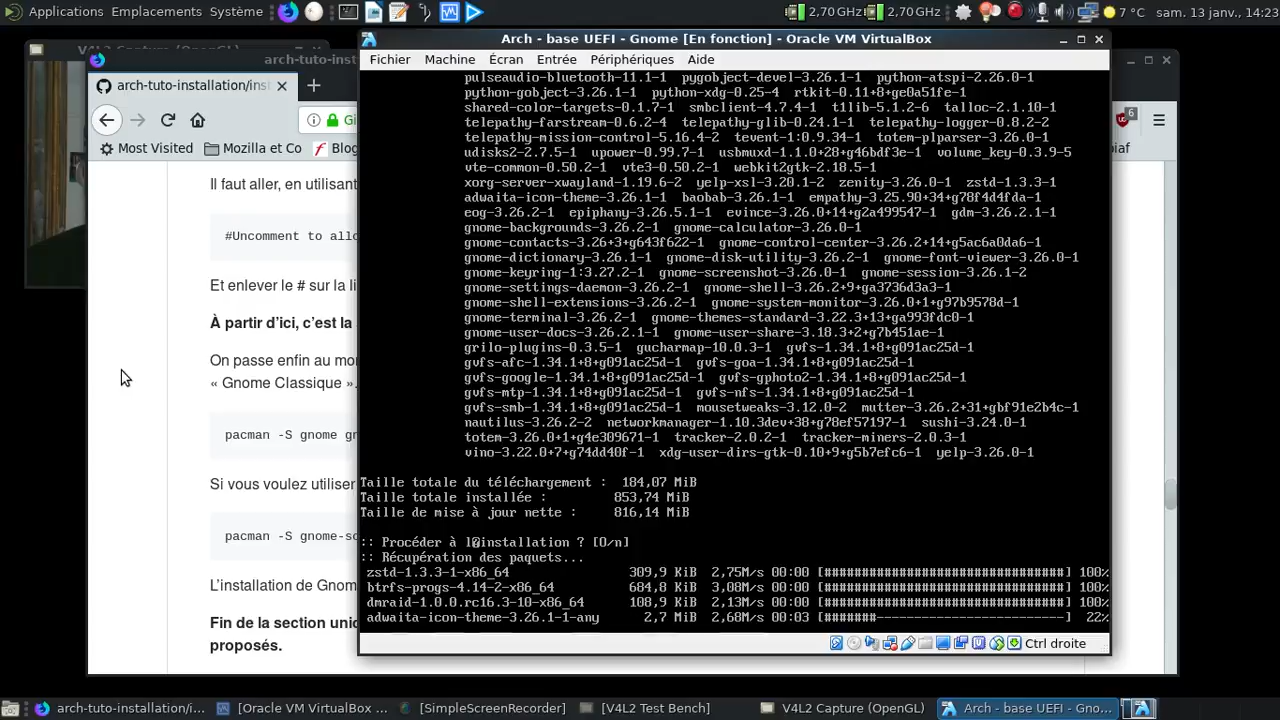 Applications Emplacements Système 2,70 GHz 2,70 GHz 7 °C sam. 13 janv., 14:23
V4L2 Capture (OpenGL)
arch-tuto-installation/inst
Most Visited Mozilla et Co Blog
Il faut aller, en utilisant
#Uncomment to allo
Et enlever le # sur la li
À partir d’ici, c’est la
On passe enfin au mor
« Gnome Classique ».
pacman -S gnome gn
Si vous voulez utiliser
pacman -S gnome-so
L’installation de Gnom
Fin de la section unic
proposés.
6
Arch - base UEFI - Gnome [En fonction] - Oracle VM VirtualBox
Fichier Machine Écran Entrée Périphériques Aide
pulseaudio-bluetooth-11.1-1 pygobject-devel-3.26.1-1 python-atspi-2.26.0-1
python-gobject-3.26.1-1 python-xdg-0.25-4 rtkit-0.11+8+ge0a51fe-1
shared-color-targets-0.1.7-1 smbclient-4.7.4-1 t1lib-5.1.2-6 talloc-2.1.10-1
telepathy-farstream-0.6.2-4 telepathy-glib-0.24.1-1 telepathy-logger-0.8.2-2
telepathy-mission-control-5.16.4-2 tevent-1:0.9.34-1 totem-plparser-3.26.0-1
udisks2-2.7.5-1 upower-0.99.7-1 usbmuxd-1.1.0+28+g46bdf3e-1 volume_key-0.3.9-5
vte-common-0.50.2-1 vte3-0.50.2-1 webkit2gtk-2.18.5-1
xorg-server-xwayland-1.19.6-2 yelp-xsl-3.20.1-2 zenity-3.26.0-1 zstd-1.3.3-1
adwaita-icon-theme-3.26.1-1 baobab-3.26.1-1 empathy-3.25.90+34+g78f4d4fda-1
eog-3.26.2-1 epiphany-3.26.5.1-1 evince-3.26.0+14+g2a499547-1 gdm-3.26.2.1-1
gnome-backgrounds-3.26.2-1 gnome-calculator-3.26.0-1
gnome-contacts-3.26+3+g643f622-1 gnome-control-center-3.26.2+14+g5ac6a0da6-1
gnome-dictionary-3.26.1-1 gnome-disk-utility-3.26.2-1 gnome-font-viewer-3.26.0-1
gnome-keyring-1:3.27.2-1 gnome-screenshot-3.26.0-1 gnome-session-3.26.1-2
gnome-settings-daemon-3.26.2-1 gnome-shell-3.26.2+9+ga3736d3a3-1
gnome-shell-extensions-3.26.2-1 gnome-system-monitor-3.26.0+1+g97b9578d-1
gnome-terminal-3.26.2-1 gnome-themes-standard-3.22.3+13+ga993fdc0-1
gnome-user-docs-3.26.2.1-1 gnome-user-share-3.18.3+2+g7b451ae-1
grilo-plugins-0.3.5-1 gucharmap-10.0.3-1 gvfs-1.34.1+8+g091ac25d-1
gvfs-afc-1.34.1+8+g091ac25d-1 gvfs-goa-1.34.1+8+g091ac25d-1
gvfs-google-1.34.1+8+g091ac25d-1 gvfs-gphoto2-1.34.1+8+g091ac25d-1
gvfs-mtp-1.34.1+8+g091ac25d-1 gvfs-nfs-1.34.1+8+g091ac25d-1
gvfs-smb-1.34.1+8+g091ac25d-1 mousetweaks-3.12.0-2 mutter-3.26.2+31+gbf91e2b4c-1
nautilus-3.26.2-2 networkmanager-1.10.3dev+38+g78ef57197-1 sushi-3.24.0-1
totem-3.26.0+1+g4e309671-1 tracker-2.0.2-1 tracker-miners-2.0.3-1
vino-3.22.0+7+g74dd40f-1 xdg-user-dirs-gtk-0.10+9+g5b7efc6-1 yelp-3.26.0-1
Taille totale du téléchargement : 184,07 MiB
Taille totale installée : 853,74 MiB
Taille de mise à jour nette : 816,14 MiB
:: Procéder à l�installation ? [O/n]
:: Récupération des paquets...
zstd-1.3.3-1-x86_64 309,9 KiB 2,75M/s 00:00 [######################] 100%
btrfs-progs-4.14-2-x86_64 604,8 KiB 3,08M/s 00:00 [######################] 100%
dmraid-1.0.0.rc16.3-10-x86_64 108,9 KiB 2,13M/s 00:00 [######################] 100%
adwaita-icon-theme-3.26.1-1-any 2,7 MiB 2,68M/s 00:03 [#######-------------------------] 22%
Ctrl droite
arch-tuto-installation/i... [Oracle VM VirtualBox ... [SimpleScreenRecorder] [V4L2 Test Bench] V4L2 Capture (OpenGL) Arch - base UEFI - Gno...